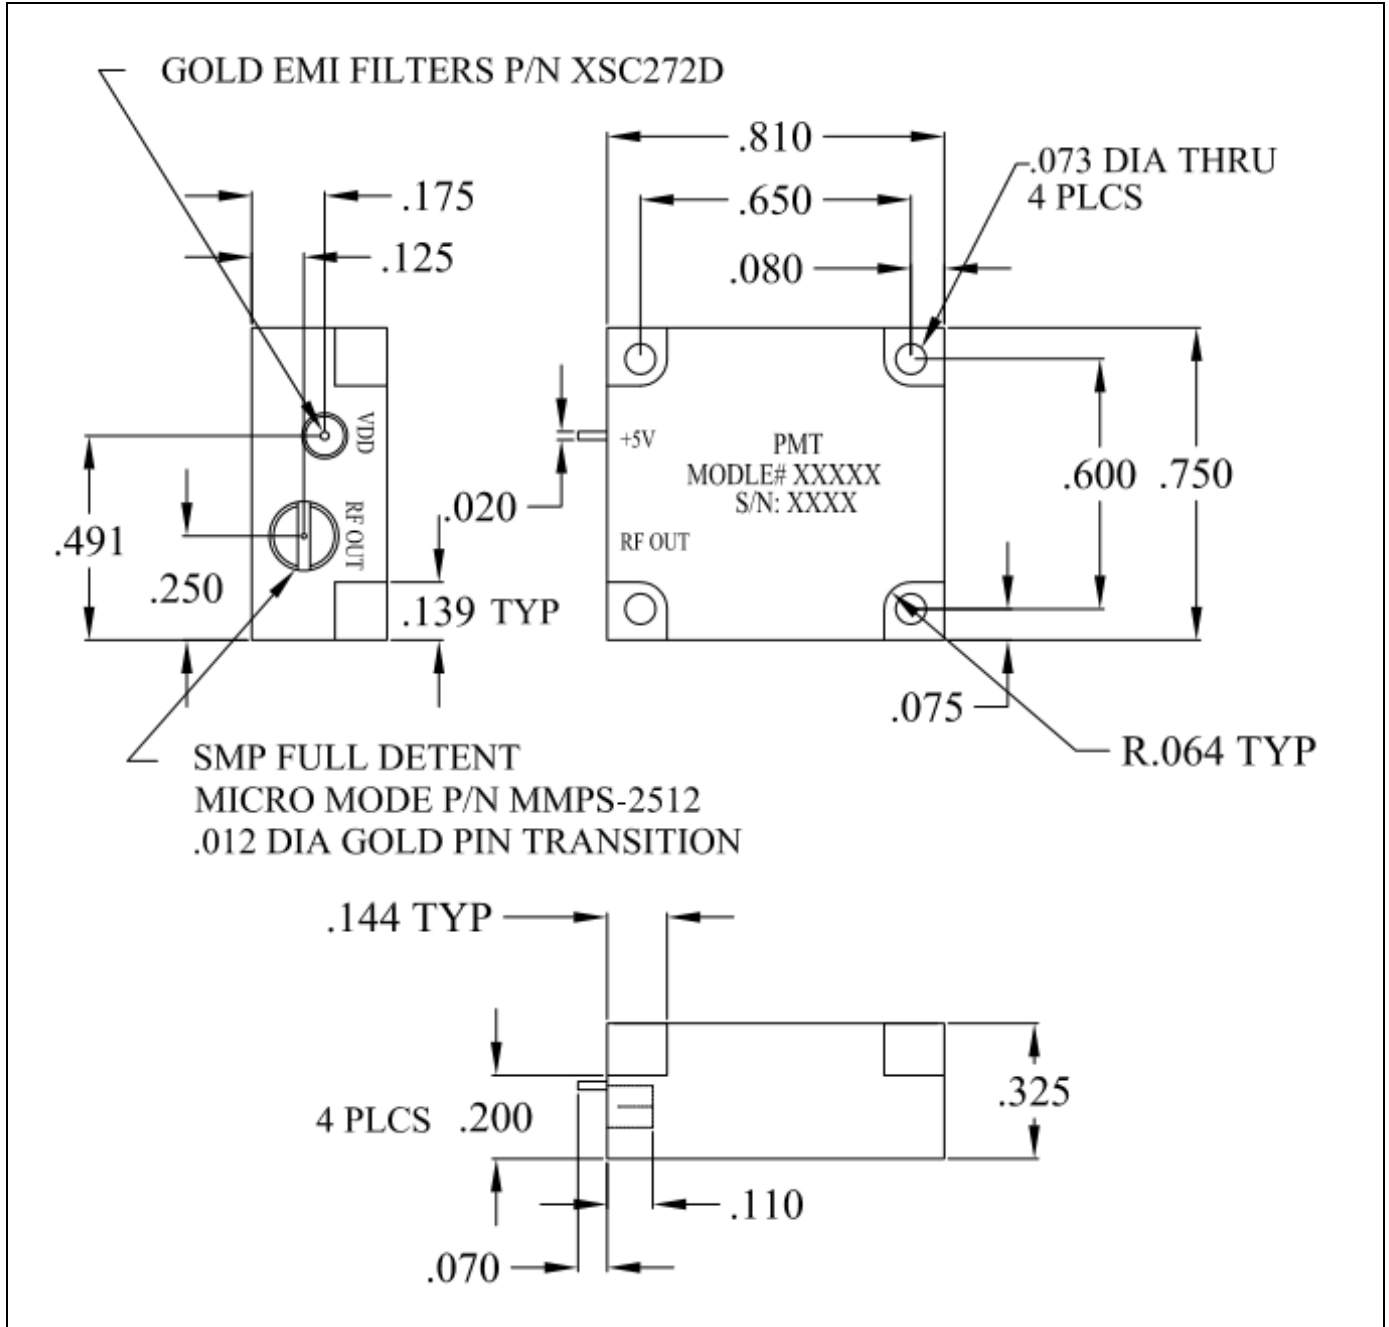 GOLD EMI FILTERS P/N XSC272D
.810
.073 DIA THRU
4 PLCS
.175
.650
.125
.080
VDD
+5V
PMT
MODLE# XXXXX
S/N: XXXX
.600
.750
.020
RF OUT
RF OUT
.491
.250
.139 TYP
.075
R.064 TYP
SMP FULL DETENT
MICRO MODE P/N MMPS-2512
.012 DIA GOLD PIN TRANSITION
.144 TYP
.325
4 PLCS .200
.110
.070